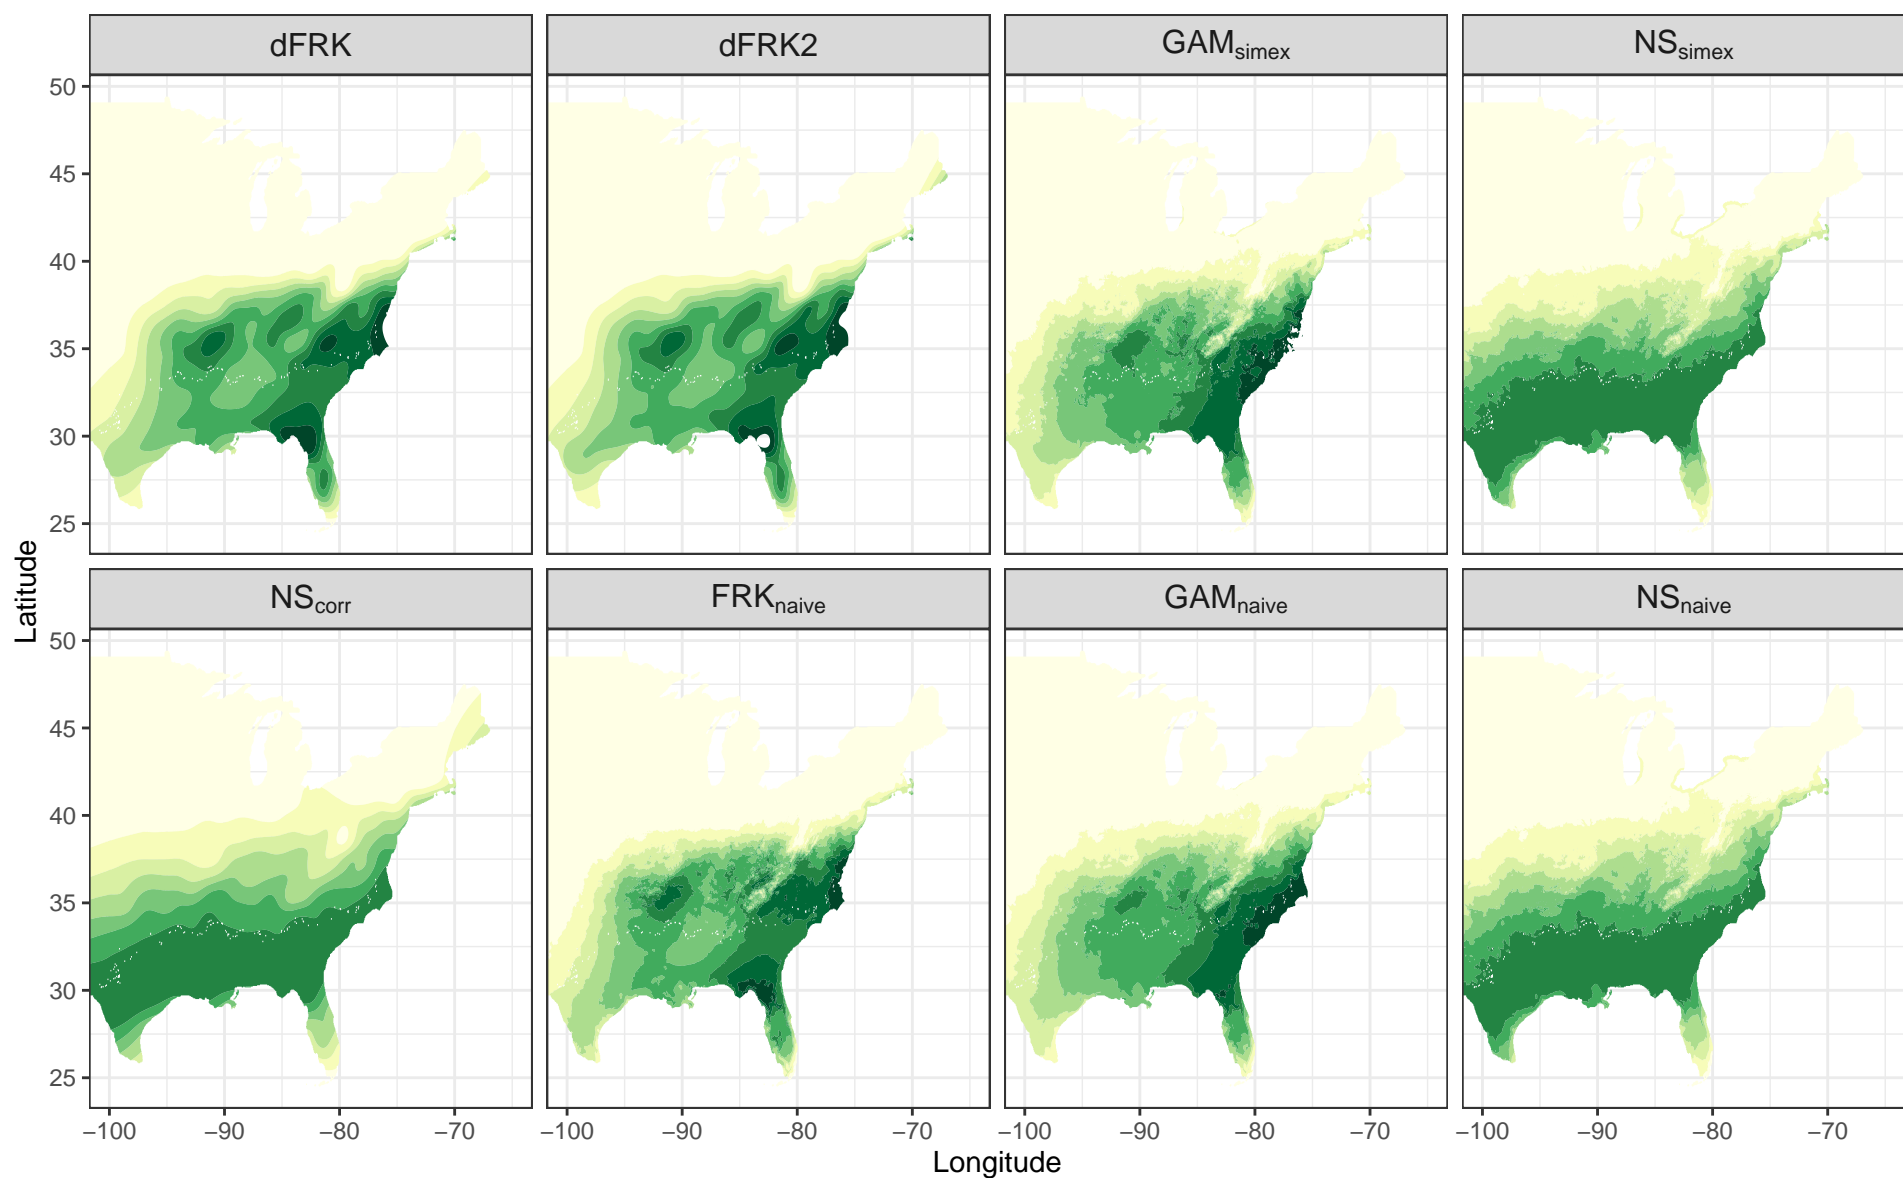 dFRK dFRK2 GAMsimex NSsimex
50
45
40
35
30
25
NScorr FRKnaive GAMnaive NSnaive
50
45
40
35
30
25
−100 −90 −80 −70 −100 −90 −80 −70 −100 −90 −80 −70 −100 −90 −80 −70
Longitude
Latitude